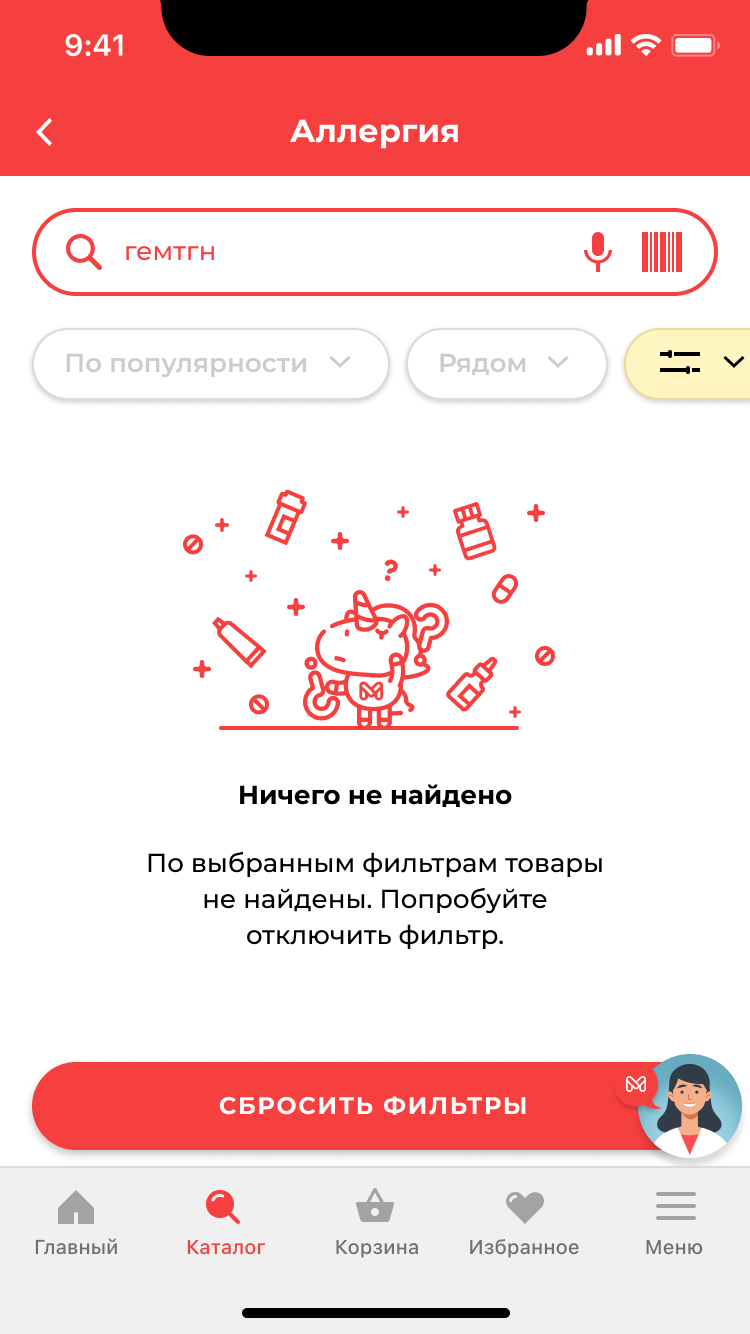 9:41
Аллергия
гемтгн
По популярности
Рядом
?
Ничего не найдено
По выбранным фильтрам товары
не найдены. Попробуйте
отключить фильтр.
СБРОСИТЬ ФИЛЬТРЫ
Главный
Каталог
Корзина
Избранное
Меню